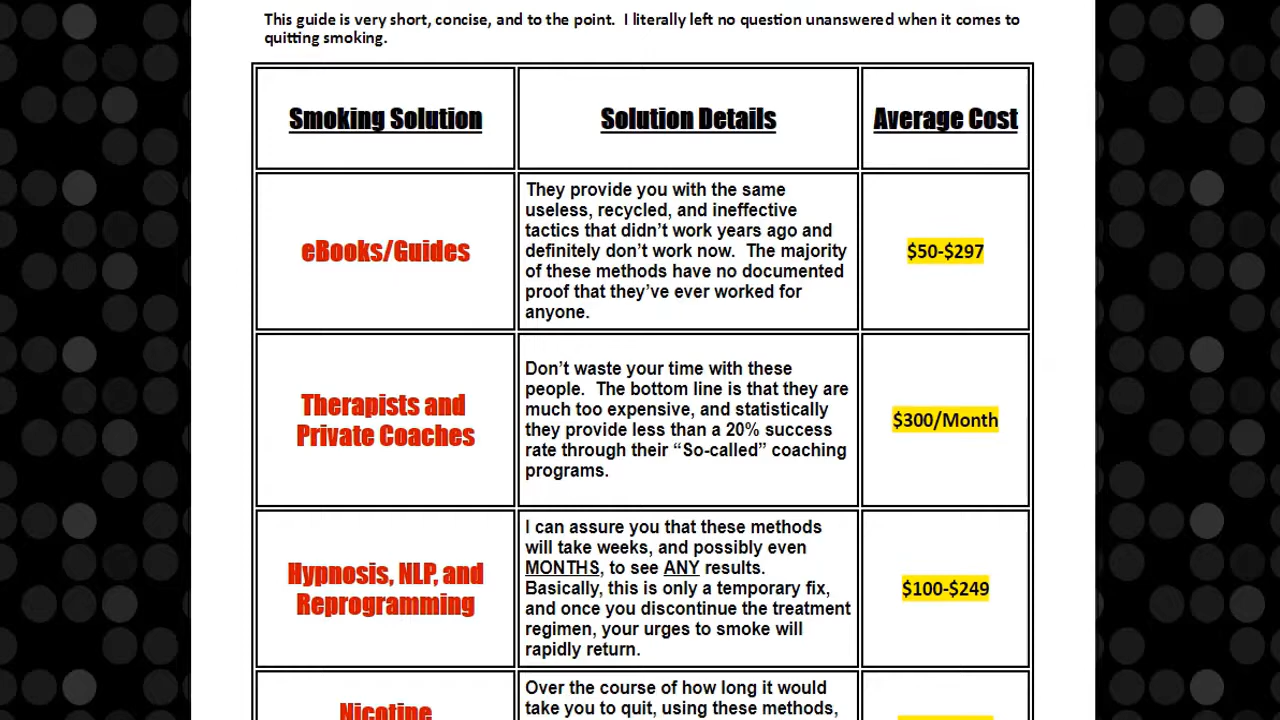 This guide is very short, concise, and to the point.  I literally left no question unanswered when it comes to
quitting smoking.
Smoking Solution
Solution Details
Average Cost
eBooks/Guides
They provide you with the same
useless, recycled, and ineffective
tactics that didn’t work years ago and
definitely don’t work now.  The majority
of these methods have no documented
proof that they’ve ever worked for
anyone.
$50-$297
Therapists and
Private Coaches
Don’t waste your time with these
people.  The bottom line is that they are
much too expensive, and statistically
they provide less than a 20% success
rate through their “So-called” coaching
programs.
$300/Month
Hypnosis, NLP, and
Reprogramming
I can assure you that these methods
will take weeks, and possibly even
MONTHS, to see ANY results.
Basically, this is only a temporary fix,
and once you discontinue the treatment
regimen, your urges to smoke will
rapidly return.
$100-$249
Nicotine
Over the course of how long it would
take you to quit, using these methods,